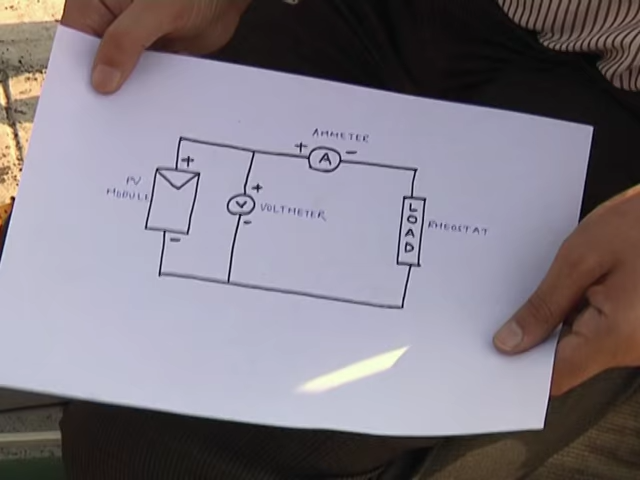 AMMETER
+ A -
+
PV
MODULE
+
V VOLTMETER
-
-
LOAD
RHEOSTAT